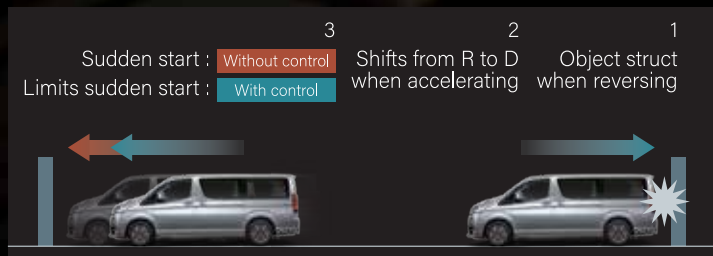 3
Sudden start : Without control
Limits sudden start : With control
2
Shifts from R to D
when accelerating
1
Object struct
when reversing